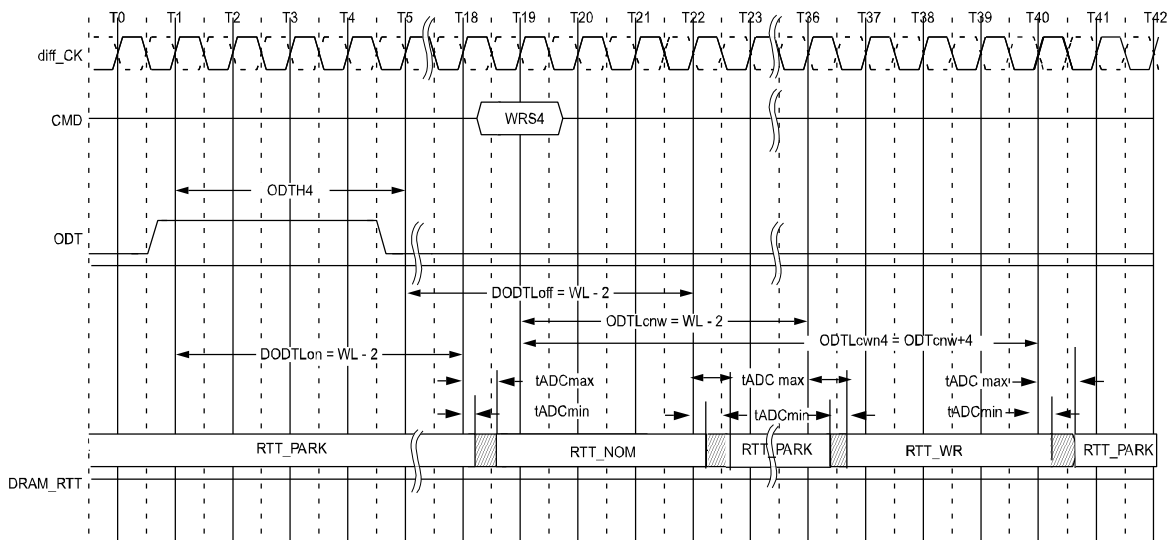 T0 T1 T2 T3 T4 T5 T18 T19 T20 T21 T22 T23 T36 T37 T38 T39 T40 T41 T42
diff_CK
CMD
WRS4
ODTH4
ODT
DODTLoff = WL - 2
ODTLcnw = WL - 2
ODTLcwn4 = ODTcnw+4
DODTLon = WL - 2
tADCmax tADC max tADC max
tADCmin tADCmin tADCmin
RTT_PARK RTT_NOM RTT_PARK RTT_WR RTT_PARK
DRAM_RTT